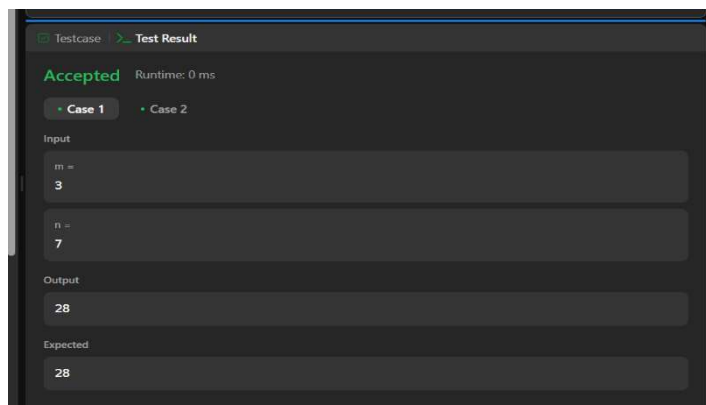 Testcase | >_ Test Result
Accepted Runtime: 0 ms
• Case 1 • Case 2
Input
m =
3
n =
7
Output
28
Expected
28